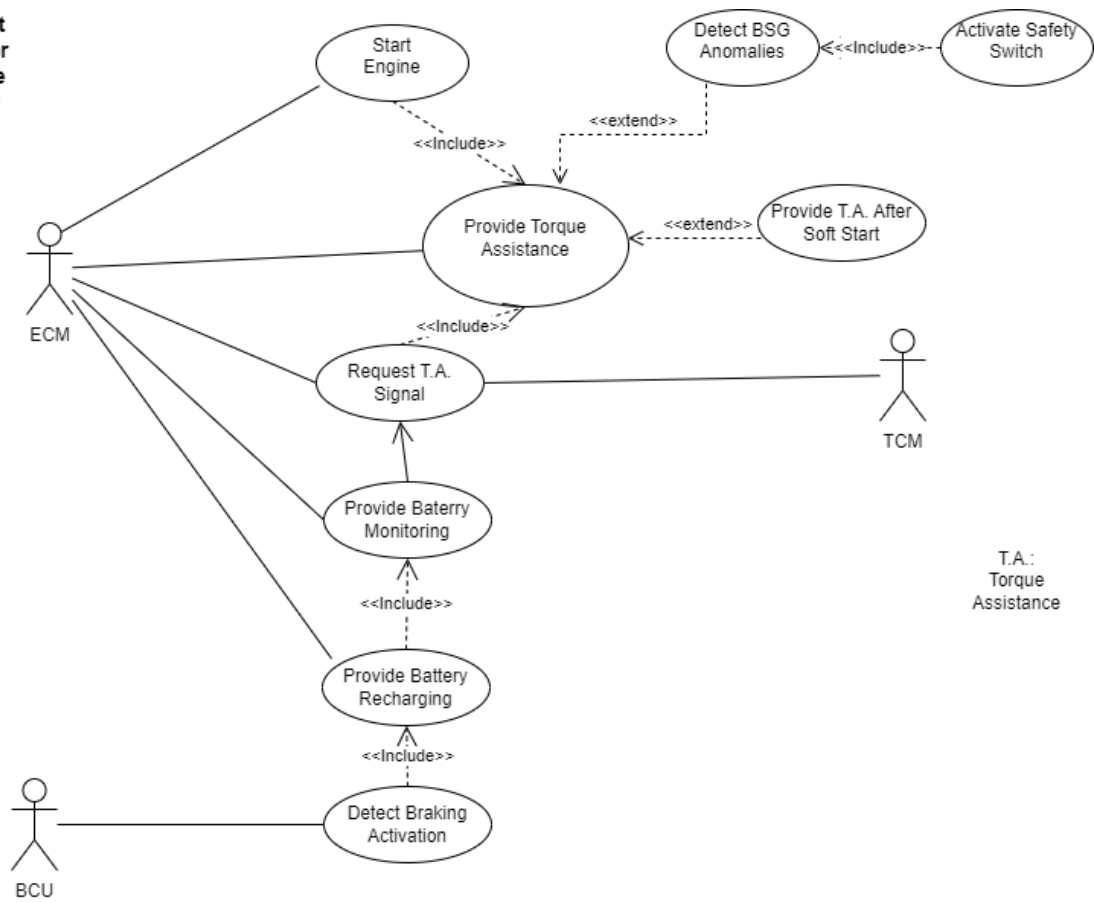 Start
Engine
Detect BSG
Anomalies
<<Include>>
Activate Safety
Switch
<<extend>>
<<Include>>
Provide Torque
Assistance
<<extend>>
Provide T.A. After
Soft Start
ECM
<<Include>>
Request T.A.
Signal
TCM
Provide Baterry
Monitoring
T.A.:
Torque
Assistance
<<Include>>
Provide Battery
Recharging
<<Include>>
Detect Braking
Activation
BCU